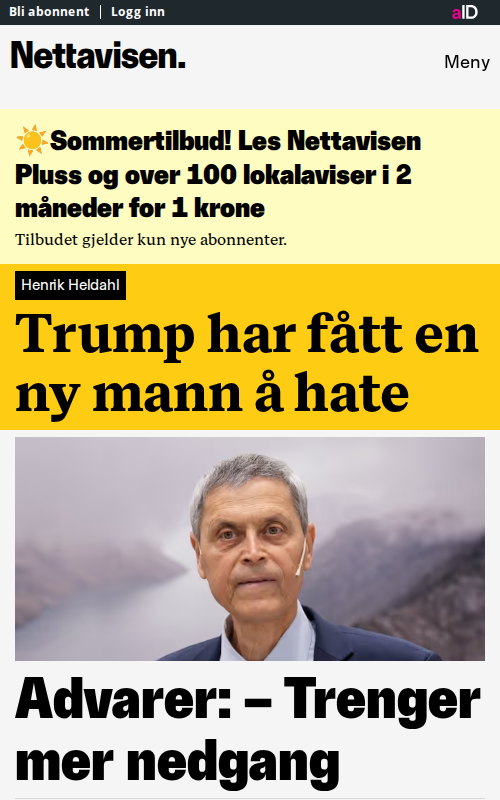 Bli abonnent | Logg inn
aID
Nettavisen.
Meny
☀️Sommertilbud! Les Nettavisen
Pluss og over 100 lokalaviser i 2
måneder for 1 krone
Tilbudet gjelder kun nye abonnenter.
Henrik Heldahl
Trump har fått en
ny mann å hate
Advarer: – Trenger
mer nedgang